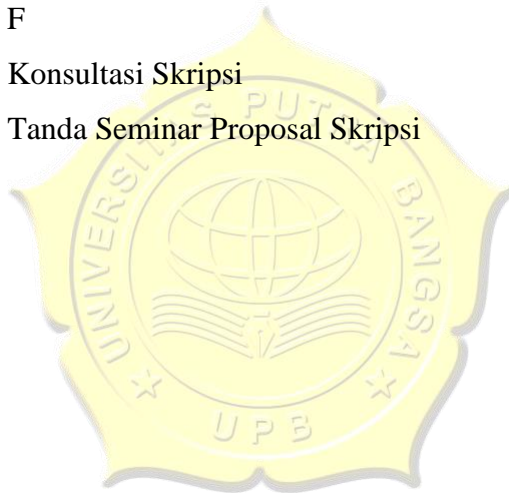 F
Konsultasi Skripsi
Tanda Seminar Proposal Skripsi
UNIVERSITAS PUTRA BANGSA
UPB